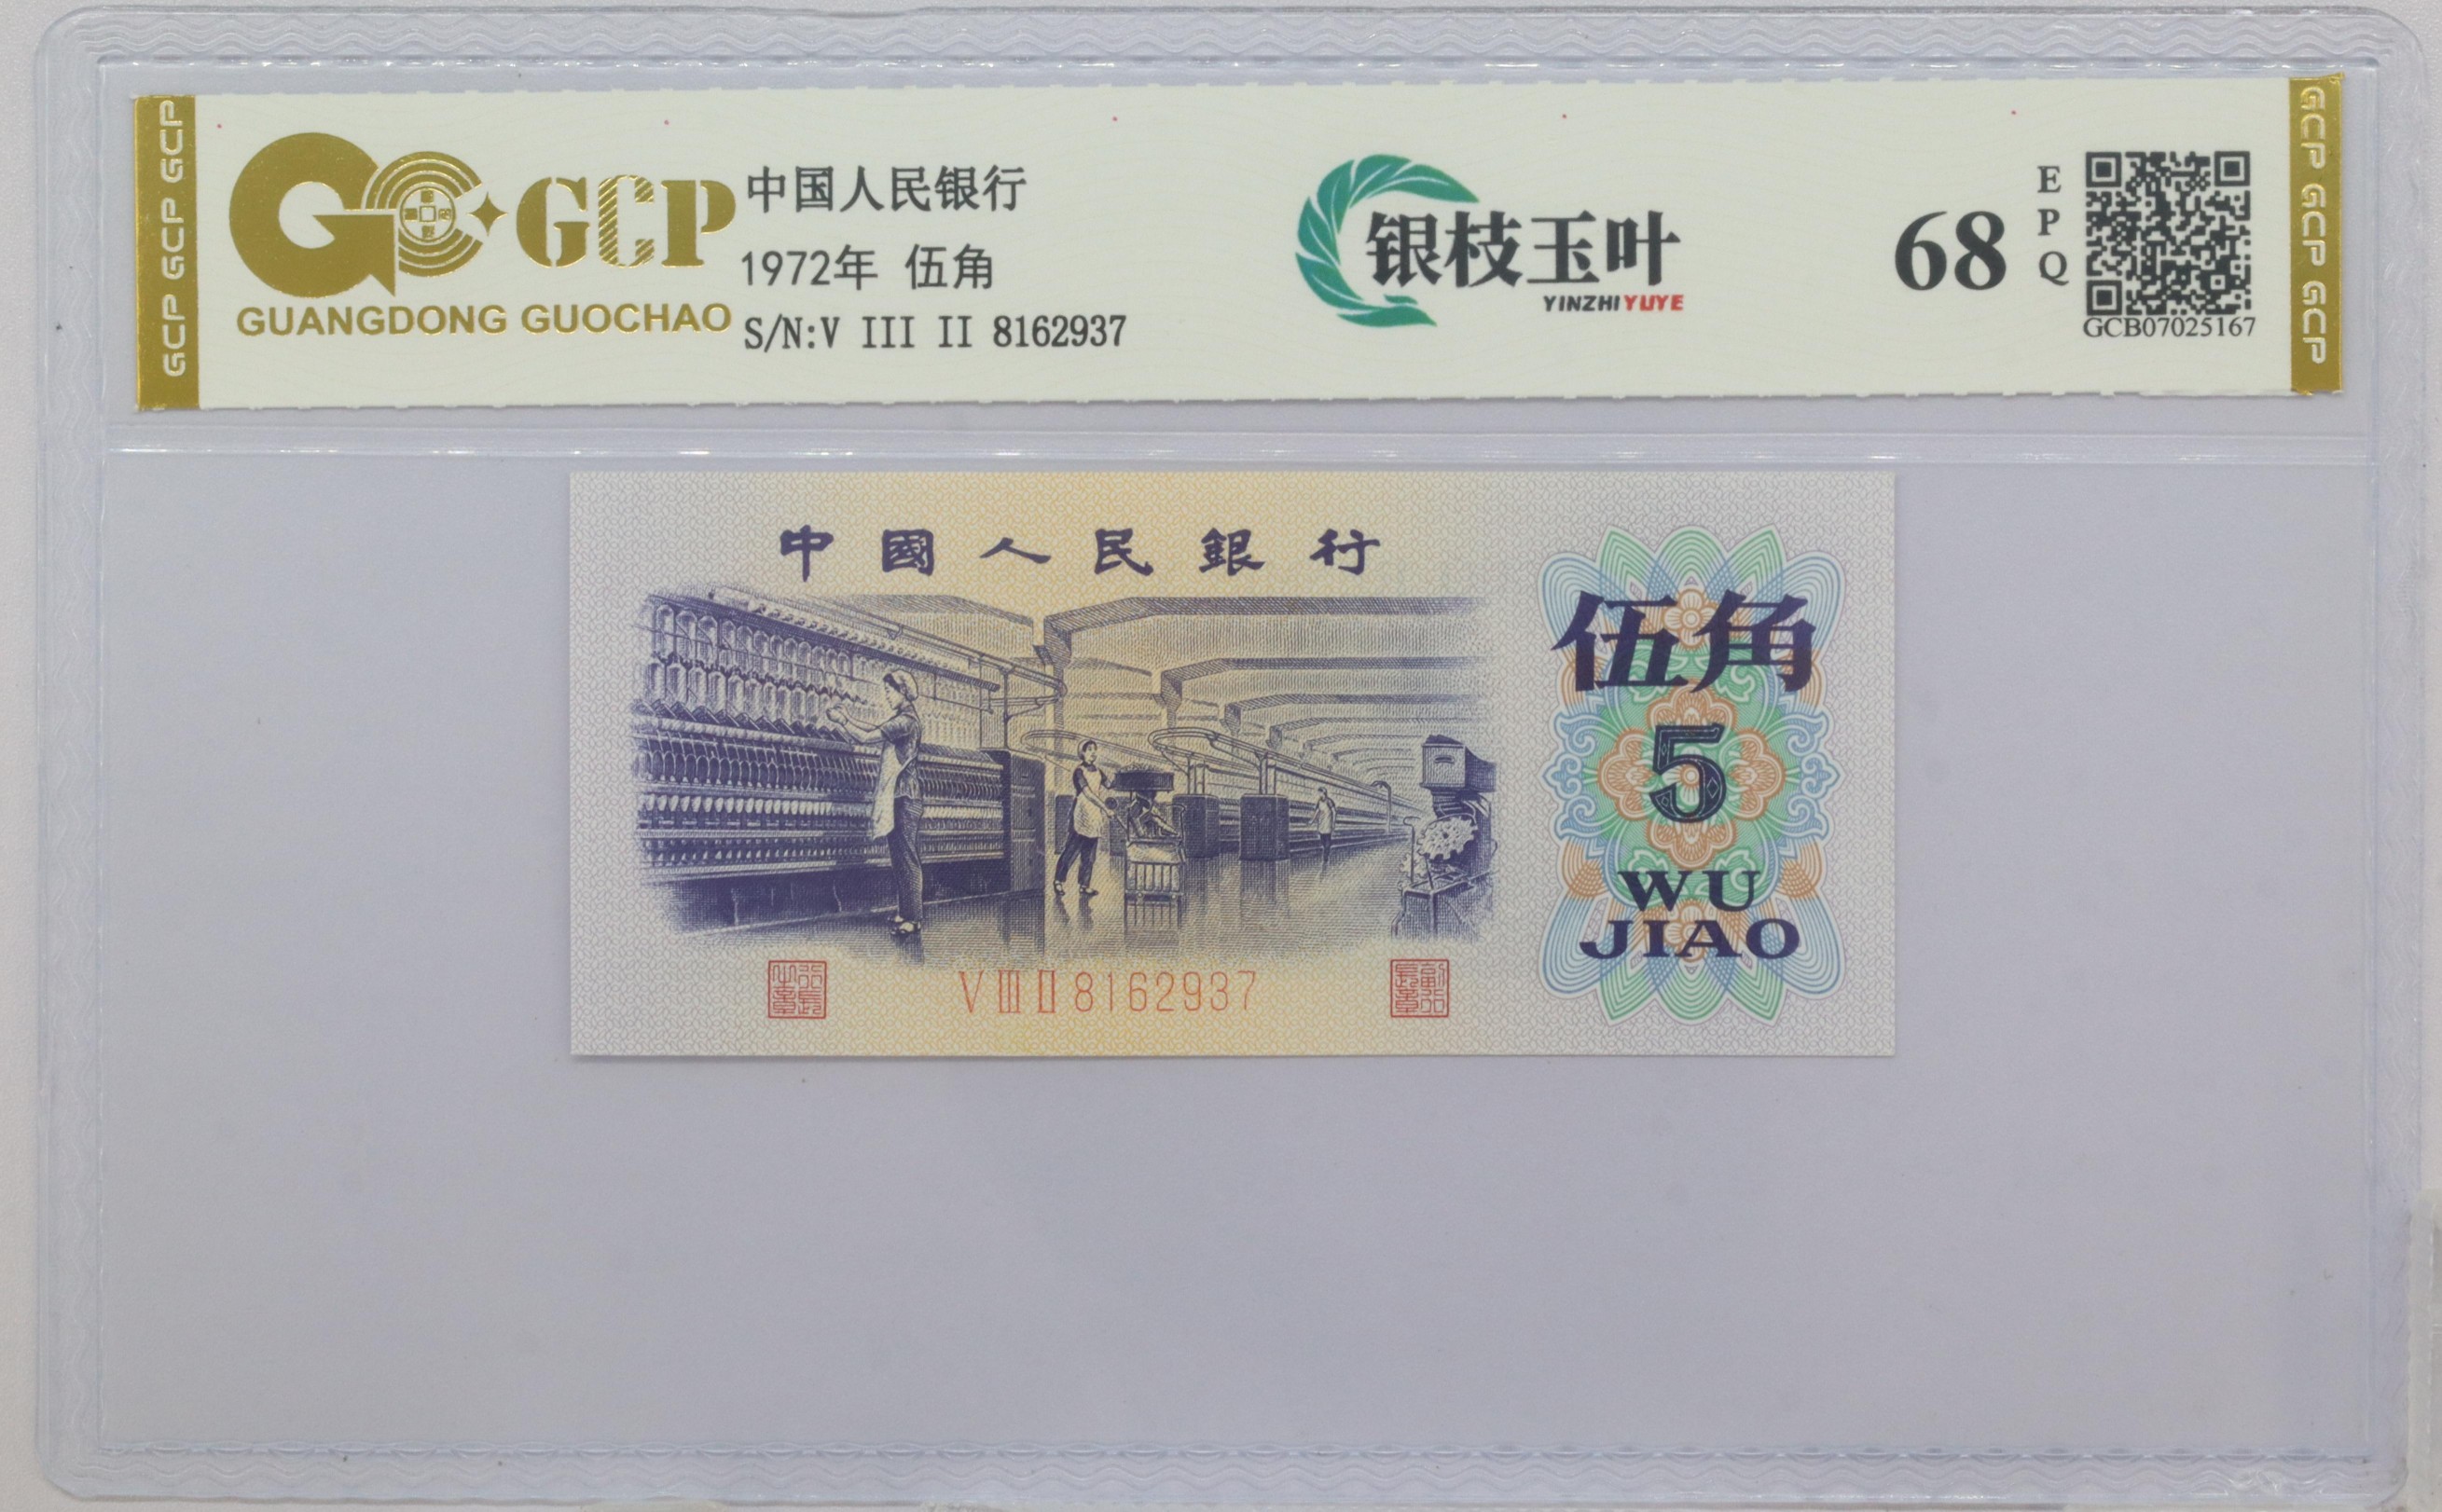 GCP GCP GCP
GCP
GUANGDONG GUOCHAO
中国人民银行
1972年 伍角
S/N:V III II 8162937
银枝玉叶
YINZHIYUYE
68
EPQ
GCB07025167
GCP GCP GCP
中國人民銀行
伍角
5
WU
JIAO
V III II 8162937